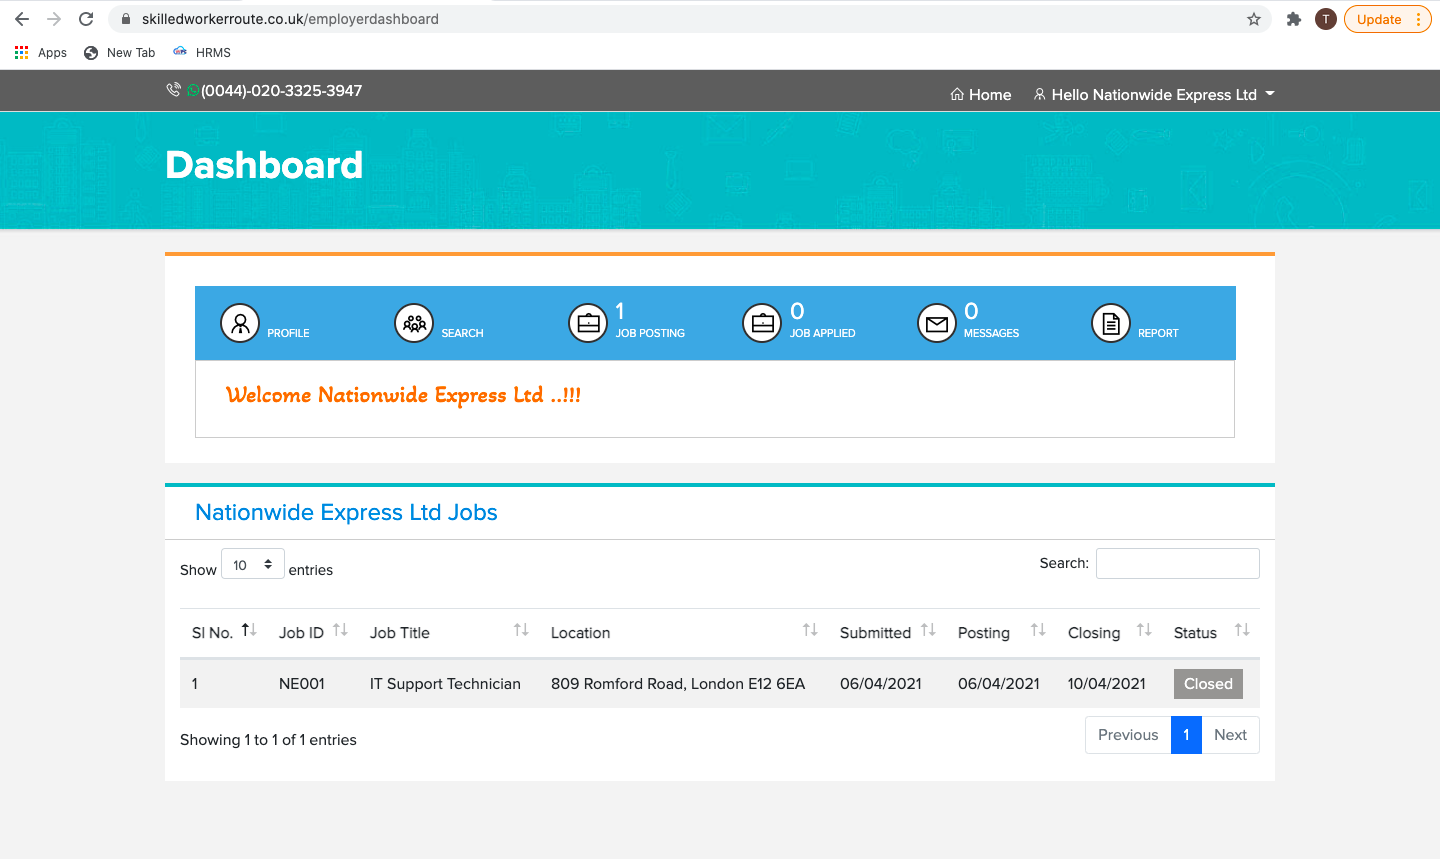 skilledworkerroute.co.uk/employerdashboard
T
Update
Apps
New Tab
HRMS
(0044)-020-3325-3947
Home
Hello Nationwide Express Ltd
Dashboard
PROFILE
SEARCH
1
JOB POSTING
0
JOB APPLIED
0
MESSAGES
REPORT
Welcome Nationwide Express Ltd ..!!!
Nationwide Express Ltd Jobs
Show 10 entries
Search:
Sl No. Job ID Job Title Location Submitted Posting Closing Status
1 NE001 IT Support Technician 809 Romford Road, London E12 6EA 06/04/2021 06/04/2021 10/04/2021 Closed
Showing 1 to 1 of 1 entries
Previous 1 Next